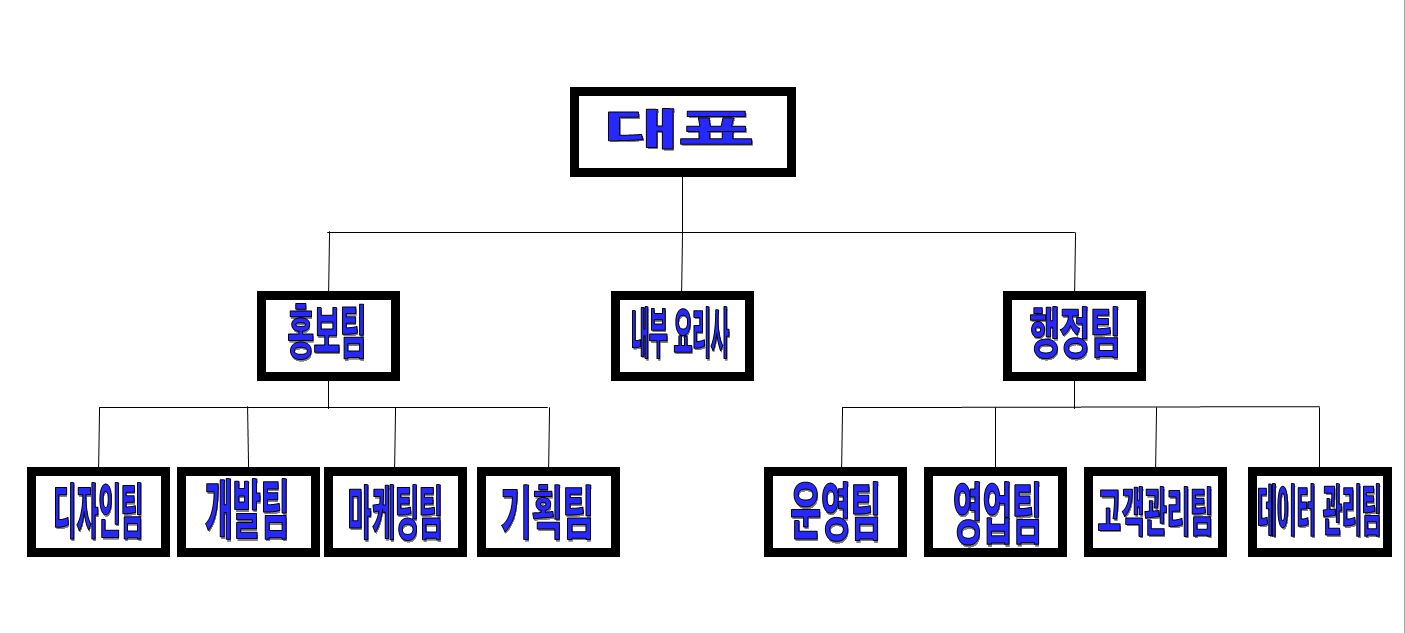 대표
홍보팀
내부 요리사
행정팀
디자인팀
개발팀
마케팅팀
기획팀
운영팀
영업팀
고객관리팀
데이터 관리팀